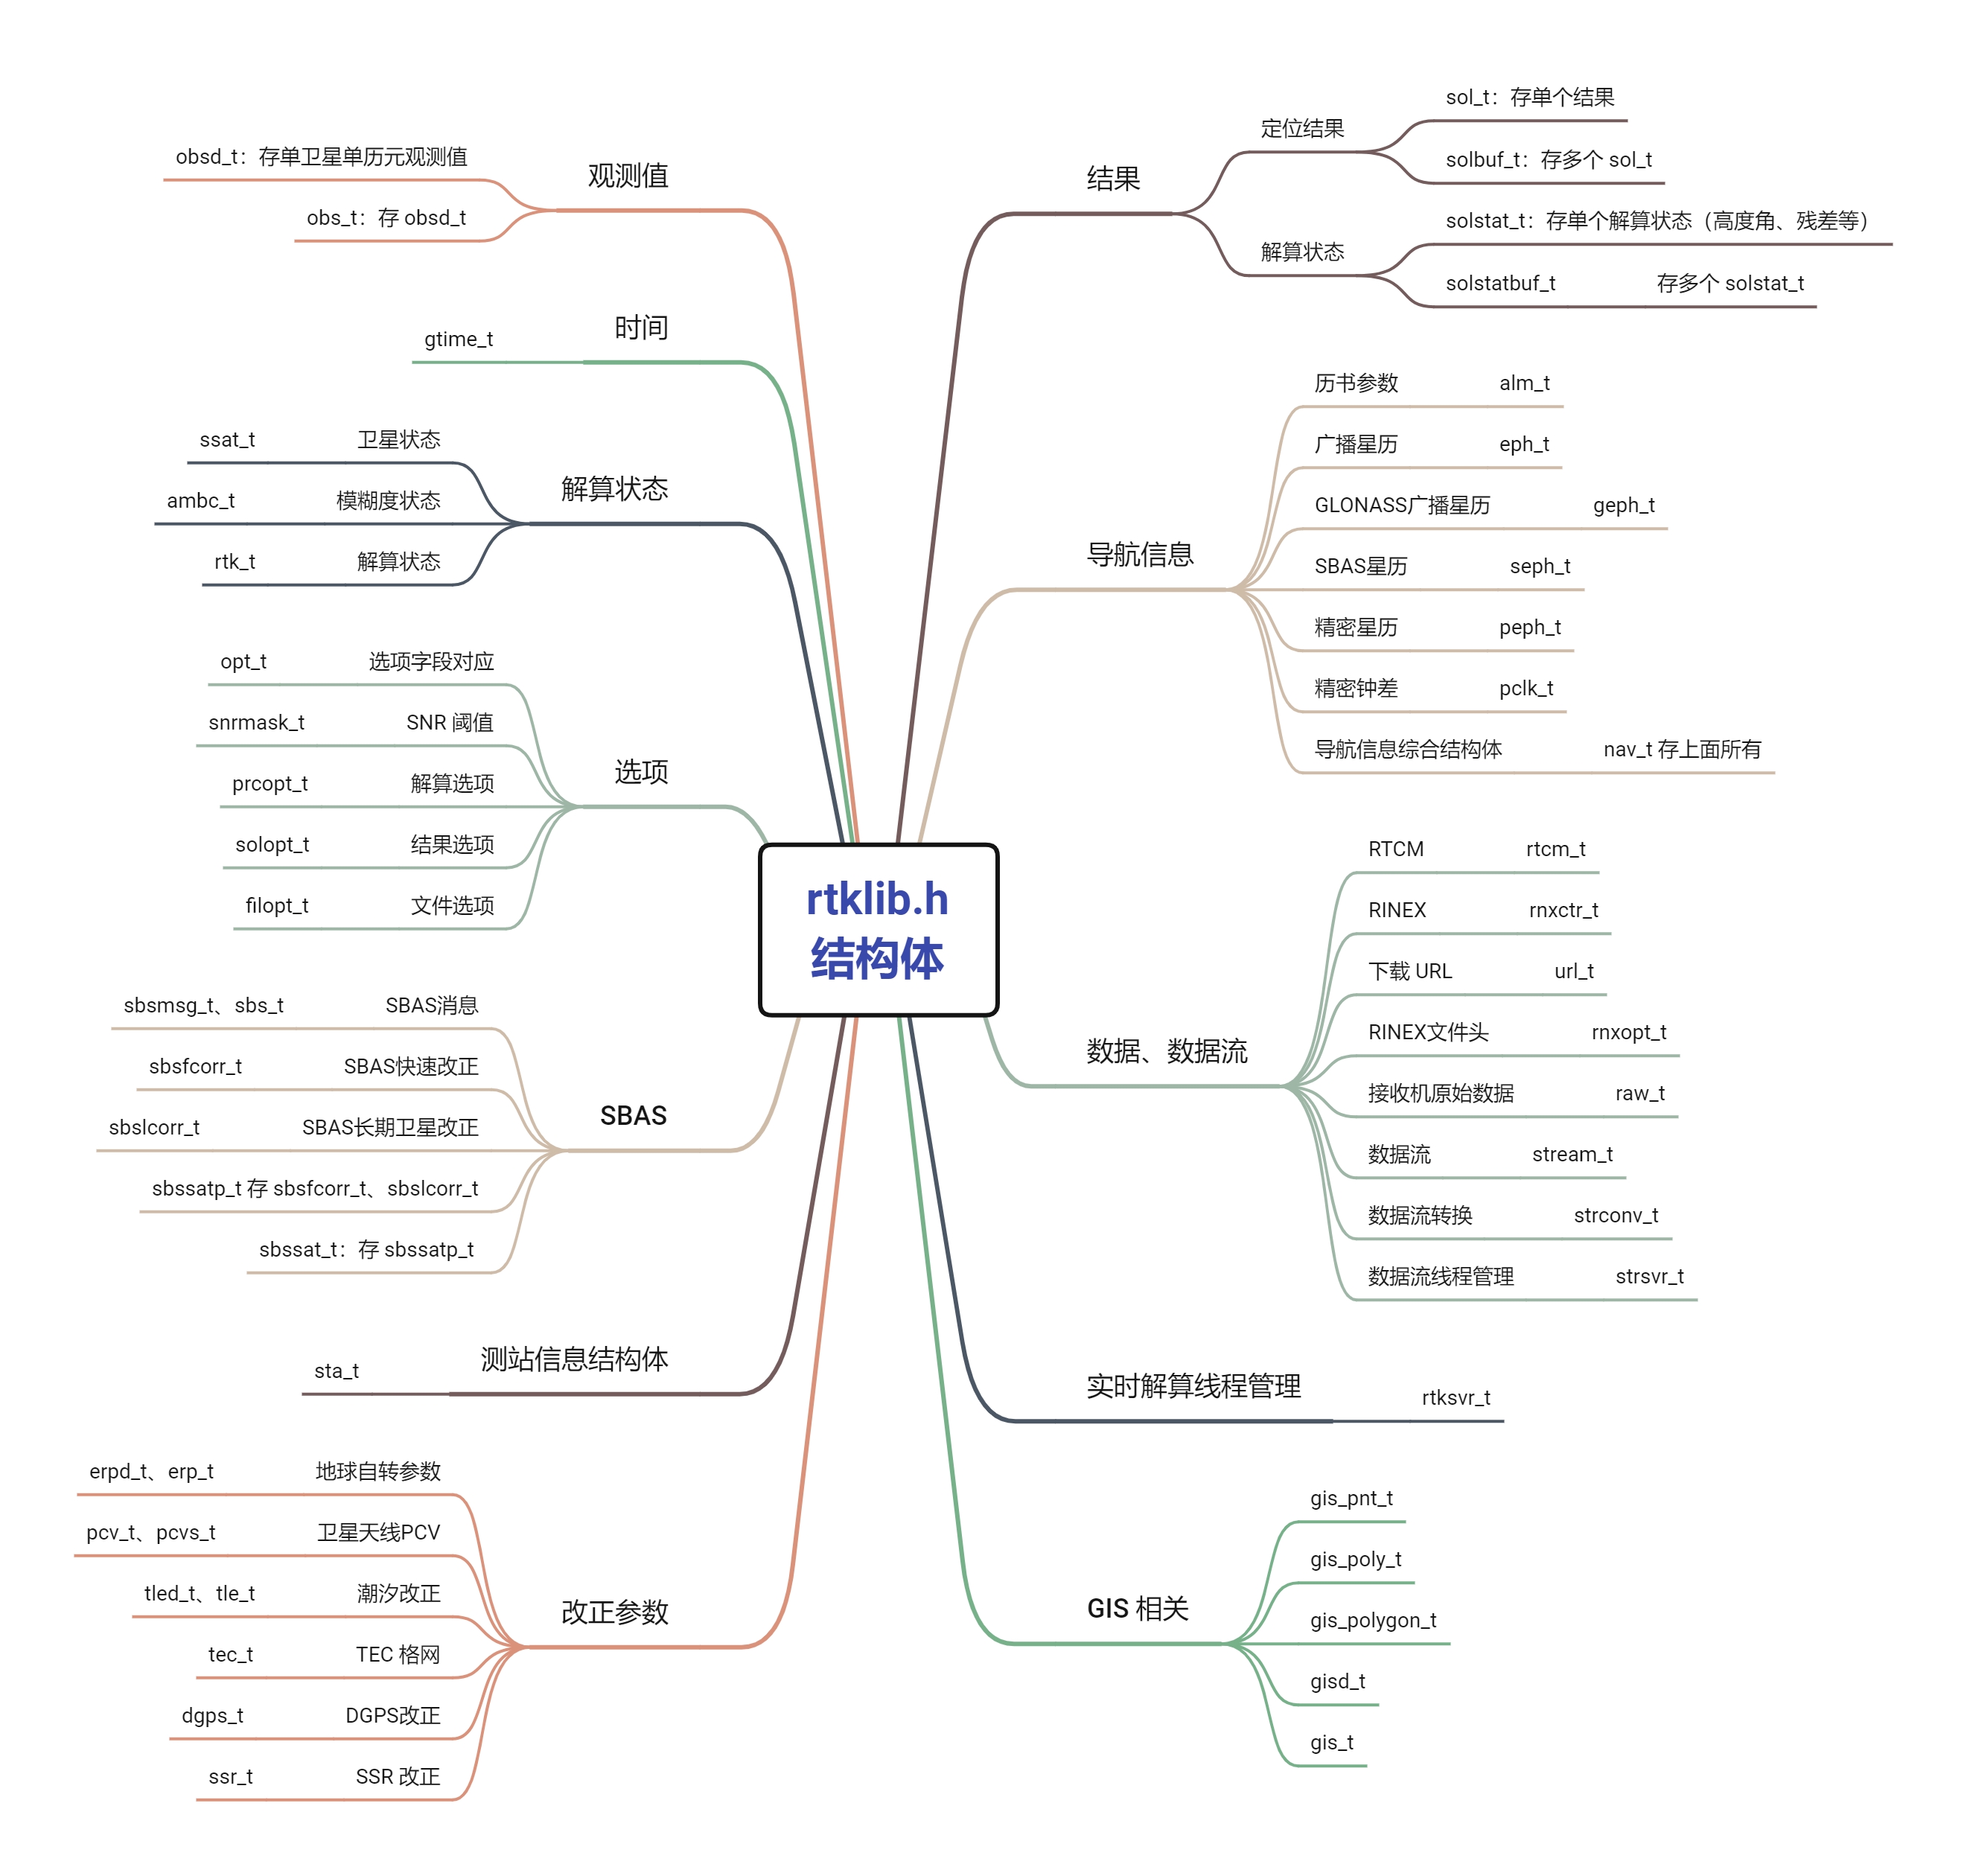 rtklib.h
结构体
观测值
obsd_t：存单卫星单历元观测值
obs_t：存 obsd_t
时间
gtime_t
解算状态
ssat_t 卫星状态
ambc_t 模糊度状态
rtk_t 解算状态
选项
opt_t 选项字段对应
snrmask_t SNR 阈值
prcopt_t 解算选项
solopt_t 结果选项
filopt_t 文件选项
SBAS
sbsmsg_t、sbs_t SBAS消息
sbsfcorr_t SBAS快速改正
sbslcorr_t SBAS长期卫星改正
sbssatp_t 存 sbsfcorr_t、sbslcorr_t
sbssat_t：存 sbssatp_t
测站信息结构体
sta_t
改正参数
erpd_t、erp_t 地球自转参数
pcv_t、pcvs_t 卫星天线PCV
tled_t、tle_t 潮汐改正
tec_t TEC 格网
dgps_t DGPS改正
ssr_t SSR 改正
结果
定位结果
sol_t：存单个结果
solbuf_t：存多个 sol_t
解算状态
solstat_t：存单个解算状态（高度角、残差等）
solstatbuf_t 存多个 solstat_t
导航信息
历书参数 alm_t
广播星历 eph_t
GLONASS广播星历 geph_t
SBAS星历 seph_t
精密星历 peph_t
精密钟差 pclk_t
导航信息综合结构体 nav_t 存上面所有
数据、数据流
RTCM rtcm_t
RINEX rnxctr_t
下载 URL url_t
RINEX文件头 rnxopt_t
接收机原始数据 raw_t
数据流 stream_t
数据流转换 strconv_t
数据流线程管理 strsvr_t
实时解算线程管理
rtksvr_t
GIS 相关
gis_pnt_t
gis_poly_t
gis_polygon_t
gisd_t
gis_t